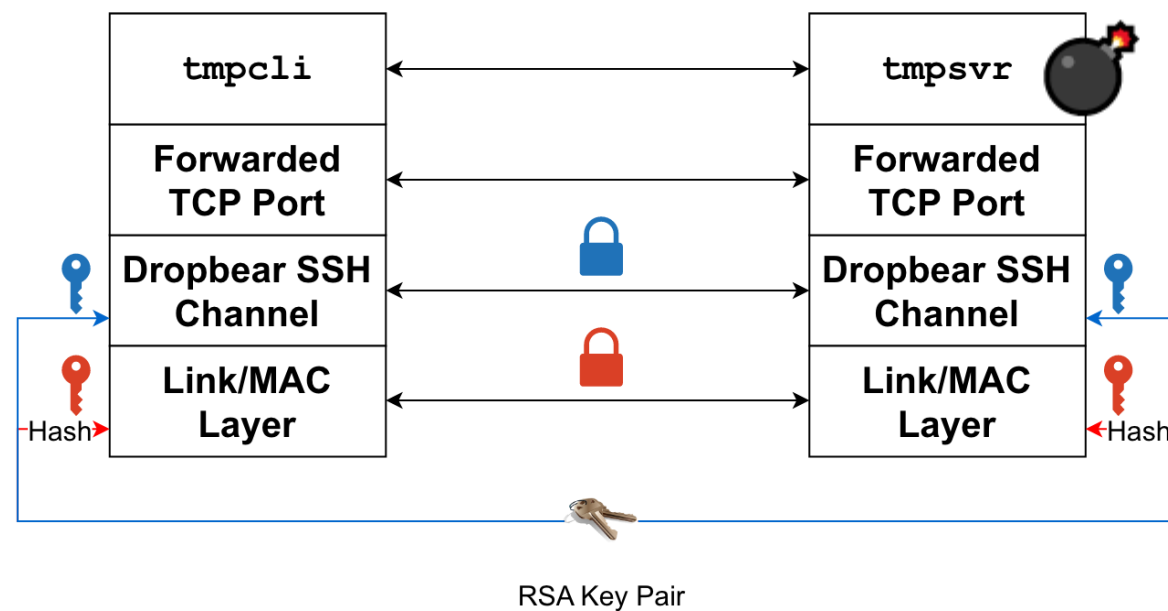 tmpcli
tmpsvr
Forwarded
TCP Port
Forwarded
TCP Port
Dropbear SSH
Channel
Dropbear SSH
Channel
Link/MAC
Layer
Link/MAC
Layer
Hash
Hash
RSA Key Pair